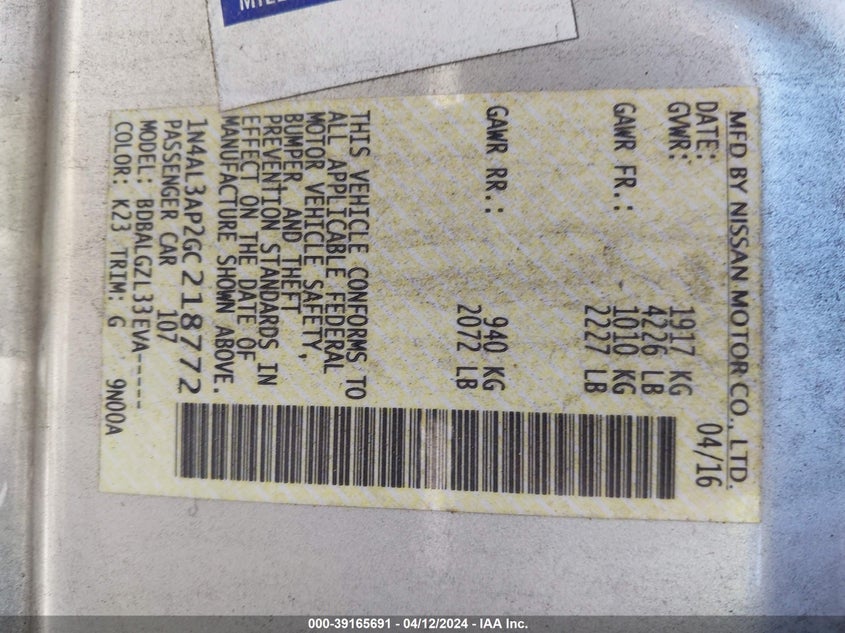 MFD BY NISSAN MOTOR CO., LTD.
DATE: 04/16
GVWR: 1917 KG
4226 LB
GAWR FR.: 1010 KG
2227 LB
GAWR RR.: 940 KG
2072 LB
THIS VEHICLE CONFORMS TO
ALL APPLICABLE FEDERAL
MOTOR VEHICLE SAFETY,
BUMPER, AND THEFT
PREVENTION STANDARDS IN
EFFECT ON THE DATE OF
MANUFACTURE SHOWN ABOVE.
1N4AL3AP2GC218772
PASSENGER CAR 107
MODEL: BDBALGZL33EVA-----
COLOR: K23 TRIM: G 9N00A
000-39165691 - 04/12/2024 - IAA Inc.